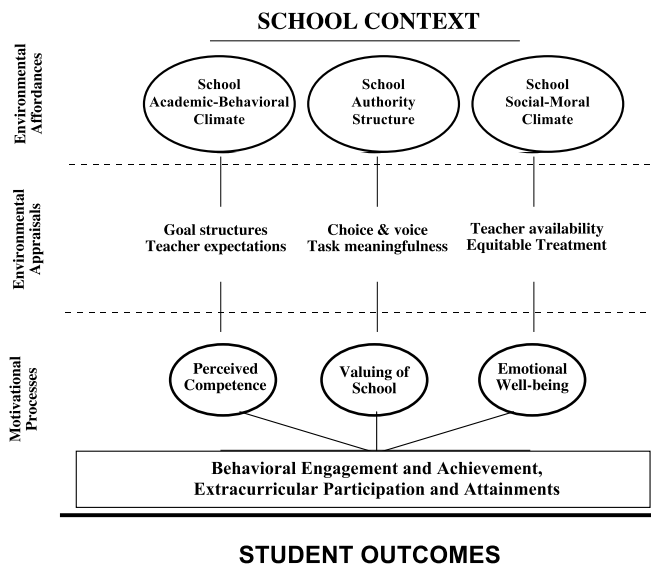 SCHOOL CONTEXT
Environmental
Affordances
School
Academic-Behavioral
Climate
School
Authority
Structure
School
Social-Moral
Climate
Environmental
Appraisals
Goal structures
Teacher expectations
Choice & voice
Task meaningfulness
Teacher availability
Equitable Treatment
Motivational
Processes
Perceived
Competence
Valuing of
School
Emotional
Well-being
Behavioral Engagement and Achievement,
Extracurricular Participation and Attainments
STUDENT OUTCOMES